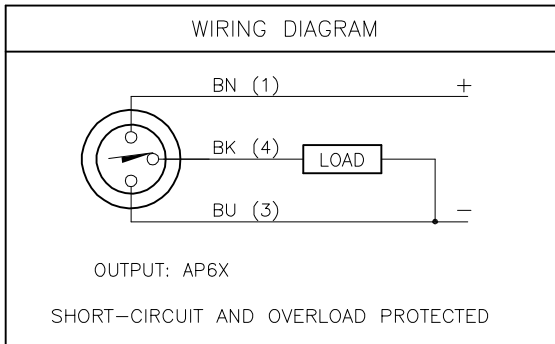 WIRING DIAGRAM
BN (1) +
BK (4) LOAD
BU (3) −
OUTPUT: AP6X
SHORT−CIRCUIT AND OVERLOAD PROTECTED